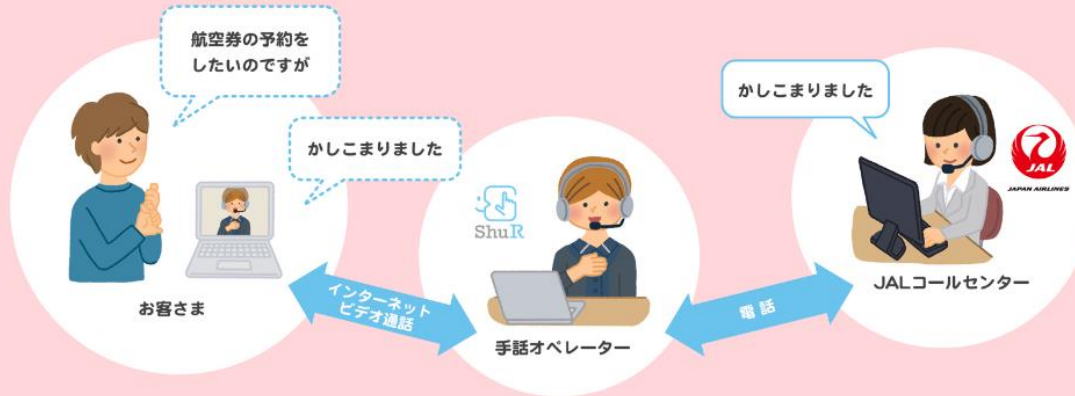 航空券の予約を
したいのですが
かしこまりました
お客さま
インターネット
ビデオ通話
ShuR
手話オペレーター
電話
かしこまりました
JAL
JAPAN AIRLINES
JALコールセンター